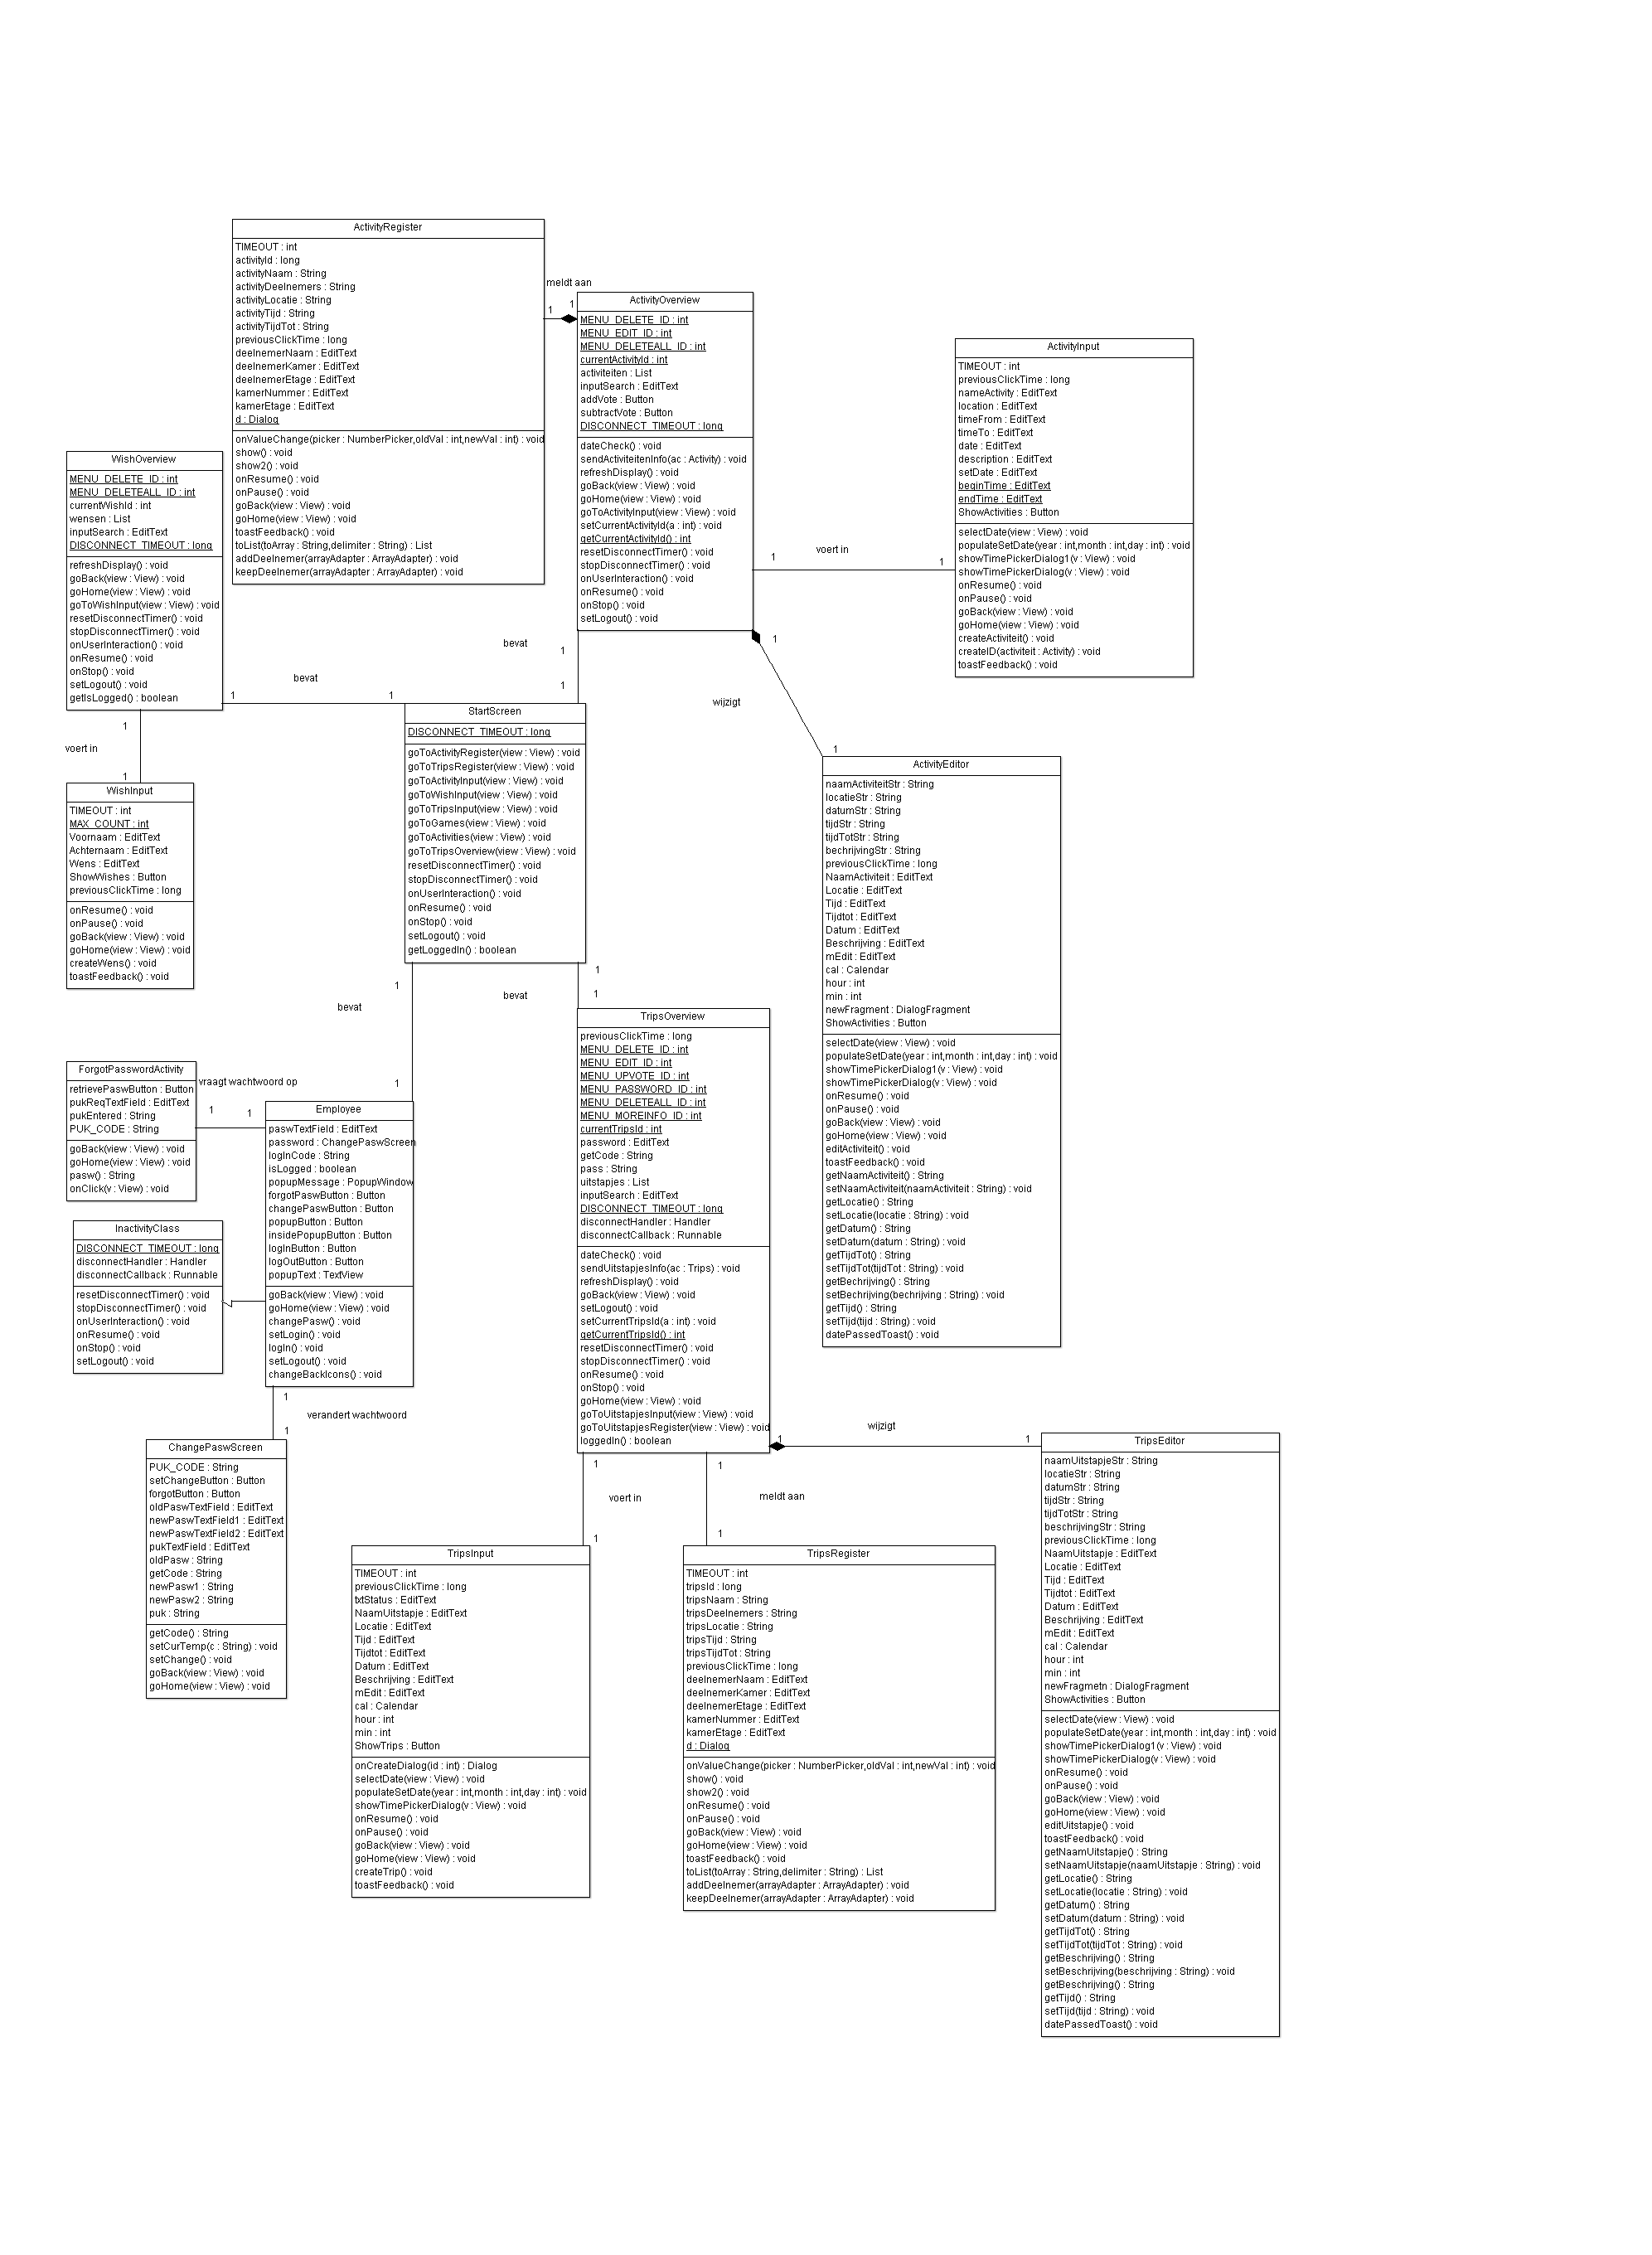 ActivityRegister
TIMEOUT : int
activityId : long
activityNaam : String
activityDeelnemers : String
activityLocatie : String
activityTijd : String
activityTijdTot : String
previousClickTime : long
deelnemerNaam : EditText
deelnemerKamer : EditText
deelnemerEtage : EditText
kamerNummer : EditText
kamerEtage : EditText
d : Dialog
onValueChange(picker : NumberPicker,oldVal : int,newVal : int) : void
show() : void
show2() : void
onResume() : void
onPause() : void
goBack(view : View) : void
goHome(view : View) : void
toastFeedback() : void
toList(toArray : String,delimiter : String) : List
addDeelnemer(arrayAdapter : ArrayAdapter) : void
keepDeelnemer(arrayAdapter : ArrayAdapter) : void
meldt aan
1
1
ActivityOverview
MENU_DELETE_ID : int
MENU_EDIT_ID : int
MENU_DELETEALL_ID : int
currentActivityId : int
activiteiten : List
inputSearch : EditText
addVote : Button
subtractVote : Button
DISCONNECT_TIMEOUT : long
dateCheck() : void
sendActiviteitenInfo(ac : Activity) : void
refreshDisplay() : void
goBack(view : View) : void
goHome(view : View) : void
goToActivityInput(view : View) : void
setCurrentActivityId(a : int) : void
getCurrentActivityId() : int
resetDisconnectTimer() : void
stopDisconnectTimer() : void
onUserInteraction() : void
onResume() : void
onStop() : void
setLogout() : void
1
voert in
1
ActivityInput
TIMEOUT : int
previousClickTime : long
nameActivity : EditText
location : EditText
timeFrom : EditText
timeTo : EditText
date : EditText
description : EditText
setDate : EditText
beginTime : EditText
endTime : EditText
ShowActivities : Button
selectDate(view : View) : void
populateSetDate(year : int,month : int,day : int) : void
showTimePickerDialog1(v : View) : void
showTimePickerDialog(v : View) : void
onResume() : void
onPause() : void
goBack(view : View) : void
goHome(view : View) : void
createActiviteit() : void
createID(activiteit : Activity) : void
toastFeedback() : void
WishOverview
MENU_DELETE_ID : int
MENU_DELETEALL_ID : int
currentWishId : int
wensen : List
inputSearch : EditText
DISCONNECT_TIMEOUT : long
refreshDisplay() : void
goBack(view : View) : void
goHome(view : View) : void
goToWishInput(view : View) : void
resetDisconnectTimer() : void
stopDisconnectTimer() : void
onUserInteraction() : void
onResume() : void
onStop() : void
setLogout() : void
getIsLogged() : boolean
bevat
1
1
bevat
1
1
1
wijzigt
1
1
voert in
1
WishInput
TIMEOUT : int
MAX_COUNT : int
Voornaam : EditText
Achternaam : EditText
Wens : EditText
ShowWishes : Button
previousClickTime : long
onResume() : void
onPause() : void
goBack(view : View) : void
goHome(view : View) : void
createWens() : void
toastFeedback() : void
StartScreen
DISCONNECT_TIMEOUT : long
goToActivityRegister(view : View) : void
goToTripsRegister(view : View) : void
goToActivityInput(view : View) : void
goToWishInput(view : View) : void
goToTripsInput(view : View) : void
goToGames(view : View) : void
goToActivities(view : View) : void
goToTripsOverview(view : View) : void
resetDisconnectTimer() : void
stopDisconnectTimer() : void
onUserInteraction() : void
onResume() : void
onStop() : void
setLogout() : void
getLoggedIn() : boolean
ActivityEditor
naamActiviteitStr : String
locatieStr : String
datumStr : String
tijdStr : String
tijdTotStr : String
bechrijvingStr : String
previousClickTime : long
NaamActiviteit : EditText
Locatie : EditText
Tijd : EditText
Tijdtot : EditText
Datum : EditText
Beschrijving : EditText
mEdit : EditText
cal : Calendar
hour : int
min : int
newFragment : DialogFragment
ShowActivities : Button
selectDate(view : View) : void
populateSetDate(year : int,month : int,day : int) : void
showTimePickerDialog1(v : View) : void
showTimePickerDialog(v : View) : void
onResume() : void
onPause() : void
goBack(view : View) : void
goHome(view : View) : void
editActiviteit() : void
toastFeedback() : void
getNaamActiviteit() : String
setNaamActiviteit(naamActiviteit : String) : void
getLocatie() : String
setLocatie(locatie : String) : void
getDatum() : String
setDatum(datum : String) : void
getTijdTot() : String
setTijdTot(tijdTot : String) : void
getBechrijving() : String
setBechrijving(bechrijving : String) : void
getTijd() : String
setTijd(tijd : String) : void
datePassedToast() : void
1
bevat
1
1
bevat
1
ForgotPasswordActivity
retrievePaswButton : Button
pukReqTextField : EditText
pukEntered : String
PUK_CODE : String
goBack(view : View) : void
goHome(view : View) : void
pasw() : String
onClick(v : View) : void
vraagt wachtwoord op
1
1
Employee
paswTextField : EditText
password : ChangePaswScreen
logInCode : String
isLogged : boolean
popupMessage : PopupWindow
forgotPaswButton : Button
changePaswButton : Button
popupButton : Button
insidePopupButton : Button
logInButton : Button
logOutButton : Button
popupText : TextView
goBack(view : View) : void
goHome(view : View) : void
changePasw() : void
setLogin() : void
logIn() : void
setLogout() : void
changeBackIcons() : void
InactivityClass
DISCONNECT_TIMEOUT : long
disconnectHandler : Handler
disconnectCallback : Runnable
resetDisconnectTimer() : void
stopDisconnectTimer() : void
onUserInteraction() : void
onResume() : void
onStop() : void
setLogout() : void
TripsOverview
previousClickTime : long
MENU_DELETE_ID : int
MENU_EDIT_ID : int
MENU_UPVOTE_ID : int
MENU_PASSWORD_ID : int
MENU_DELETEALL_ID : int
MENU_MOREINFO_ID : int
currentTripsId : int
password : EditText
getCode : String
pass : String
uitstapjes : List
inputSearch : EditText
DISCONNECT_TIMEOUT : long
disconnectHandler : Handler
disconnectCallback : Runnable
dateCheck() : void
sendUitstapjesInfo(ac : Trips) : void
refreshDisplay() : void
goBack(view : View) : void
setLogout() : void
setCurrentTripsId(a : int) : void
getCurrentTripsId() : int
resetDisconnectTimer() : void
stopDisconnectTimer() : void
onResume() : void
onStop() : void
goHome(view : View) : void
goToUitstapjesInput(view : View) : void
goToUitstapjesRegister(view : View) : void
loggedIn() : boolean
1
verandert wachtwoord
1
ChangePaswScreen
PUK_CODE : String
setChangeButton : Button
forgotButton : Button
oldPaswTextField : EditText
newPaswTextField1 : EditText
newPaswTextField2 : EditText
pukTextField : EditText
oldPasw : String
getCode : String
newPasw1 : String
newPasw2 : String
puk : String
getCode() : String
setCurTemp(c : String) : void
setChange() : void
goBack(view : View) : void
goHome(view : View) : void
1
wijzigt
1
1
voert in
1
1
meldt aan
1
TripsInput
TIMEOUT : int
previousClickTime : long
txtStatus : EditText
NaamUitstapje : EditText
Locatie : EditText
Tijd : EditText
Tijdtot : EditText
Datum : EditText
Beschrijving : EditText
mEdit : EditText
cal : Calendar
hour : int
min : int
ShowTrips : Button
onCreateDialog(id : int) : Dialog
selectDate(view : View) : void
populateSetDate(year : int,month : int,day : int) : void
showTimePickerDialog(v : View) : void
onResume() : void
onPause() : void
goBack(view : View) : void
goHome(view : View) : void
createTrip() : void
toastFeedback() : void
TripsRegister
TIMEOUT : int
tripsId : long
tripsNaam : String
tripsDeelnemers : String
tripsLocatie : String
tripsTijd : String
tripsTijdTot : String
previousClickTime : long
deelnemerNaam : EditText
deelnemerKamer : EditText
deelnemerEtage : EditText
kamerNummer : EditText
kamerEtage : EditText
d : Dialog
onValueChange(picker : NumberPicker,oldVal : int,newVal : int) : void
show() : void
show2() : void
onResume() : void
onPause() : void
goBack(view : View) : void
goHome(view : View) : void
toastFeedback() : void
toList(toArray : String,delimiter : String) : List
addDeelnemer(arrayAdapter : ArrayAdapter) : void
keepDeelnemer(arrayAdapter : ArrayAdapter) : void
TripsEditor
naamUitstapjeStr : String
locatieStr : String
datumStr : String
tijdStr : String
tijdTotStr : String
beschrijvingStr : String
previousClickTime : long
NaamUitstapje : EditText
Locatie : EditText
Tijd : EditText
Tijdtot : EditText
Datum : EditText
Beschrijving : EditText
mEdit : EditText
cal : Calendar
hour : int
min : int
newFragmetn : DialogFragment
ShowActivities : Button
selectDate(view : View) : void
populateSetDate(year : int,month : int,day : int) : void
showTimePickerDialog1(v : View) : void
showTimePickerDialog(v : View) : void
onResume() : void
onPause() : void
goBack(view : View) : void
goHome(view : View) : void
editUitstapje() : void
toastFeedback() : void
getNaamUitstapje() : String
setNaamUitstapje(naamUitstapje : String) : void
getLocatie() : String
setLocatie(locatie : String) : void
getDatum() : String
setDatum(datum : String) : void
getTijdTot() : String
setTijdTot(tijdTot : String) : void
getBeschrijving() : String
setBeschrijving(beschrijving : String) : void
getBeschrijving() : String
getTijd() : String
setTijd(tijd : String) : void
datePassedToast() : void